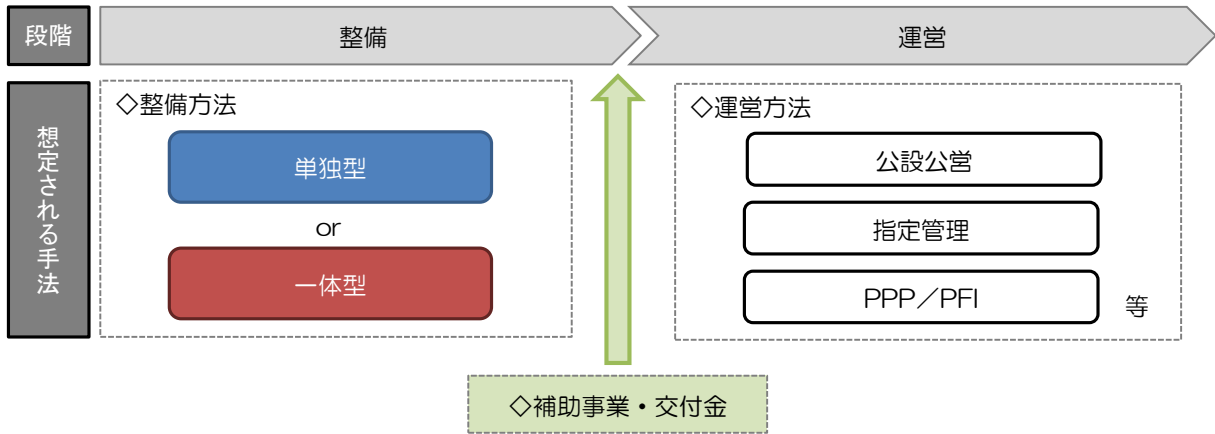 段階
整備
運営
想定される手法
◇整備方法
単独型
or
一体型
◇運営方法
公設公営
指定管理
PPP／PFI
等
◇補助事業・交付金